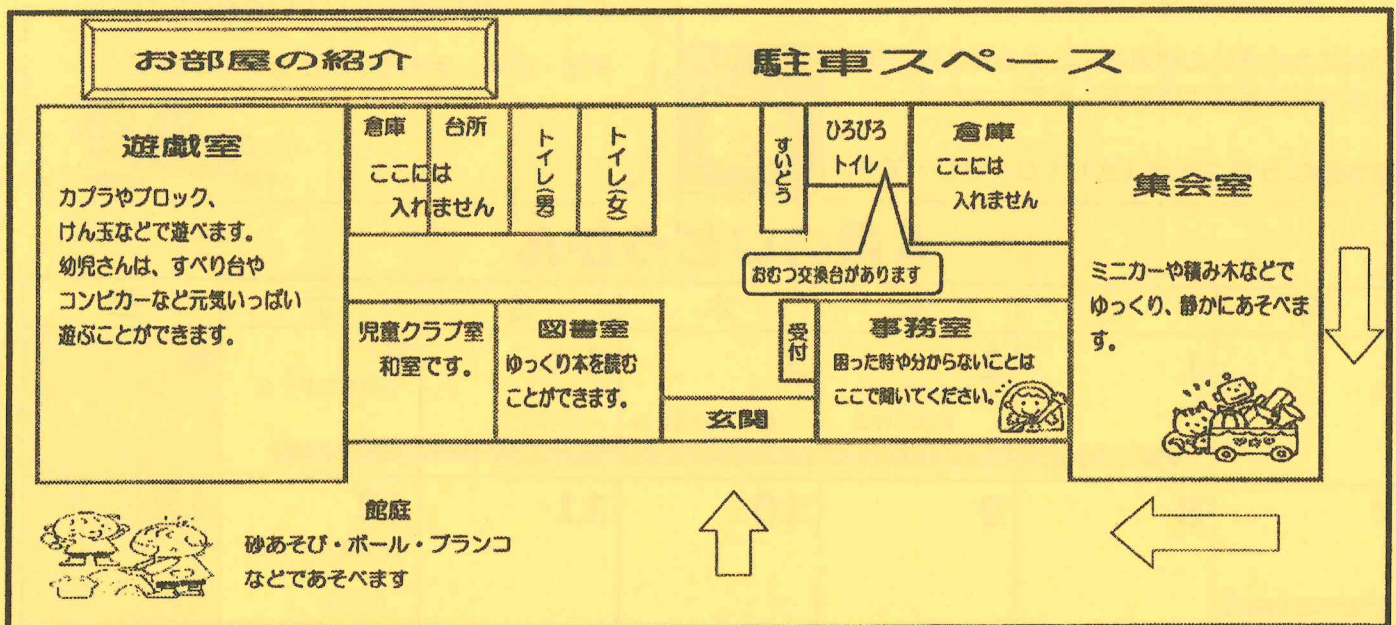 お部屋の紹介
駐車スペース
遊戯室
カプラやブロック、
けん玉などで遊べます。
幼児さんは、すべり台や
コンビカーなど元気いっぱい
遊ぶことができます。
倉庫
台所
ここには
入れません
トイレ(男)
トイレ(女)
すいとう
ひろびろ
トイレ
おむつ交換台があります
倉庫
ここには
入れません
集会室
ミニカーや積み木などで
ゆっくり、静かにあそべま
す。
児童クラブ室
和室です。
図書室
ゆっくり本を読む
ことができます。
受付
事務室
困った時や分からないことは
ここで聞いてください。
玄関
館庭
砂あそび・ボール・ブランコ
などであそべます